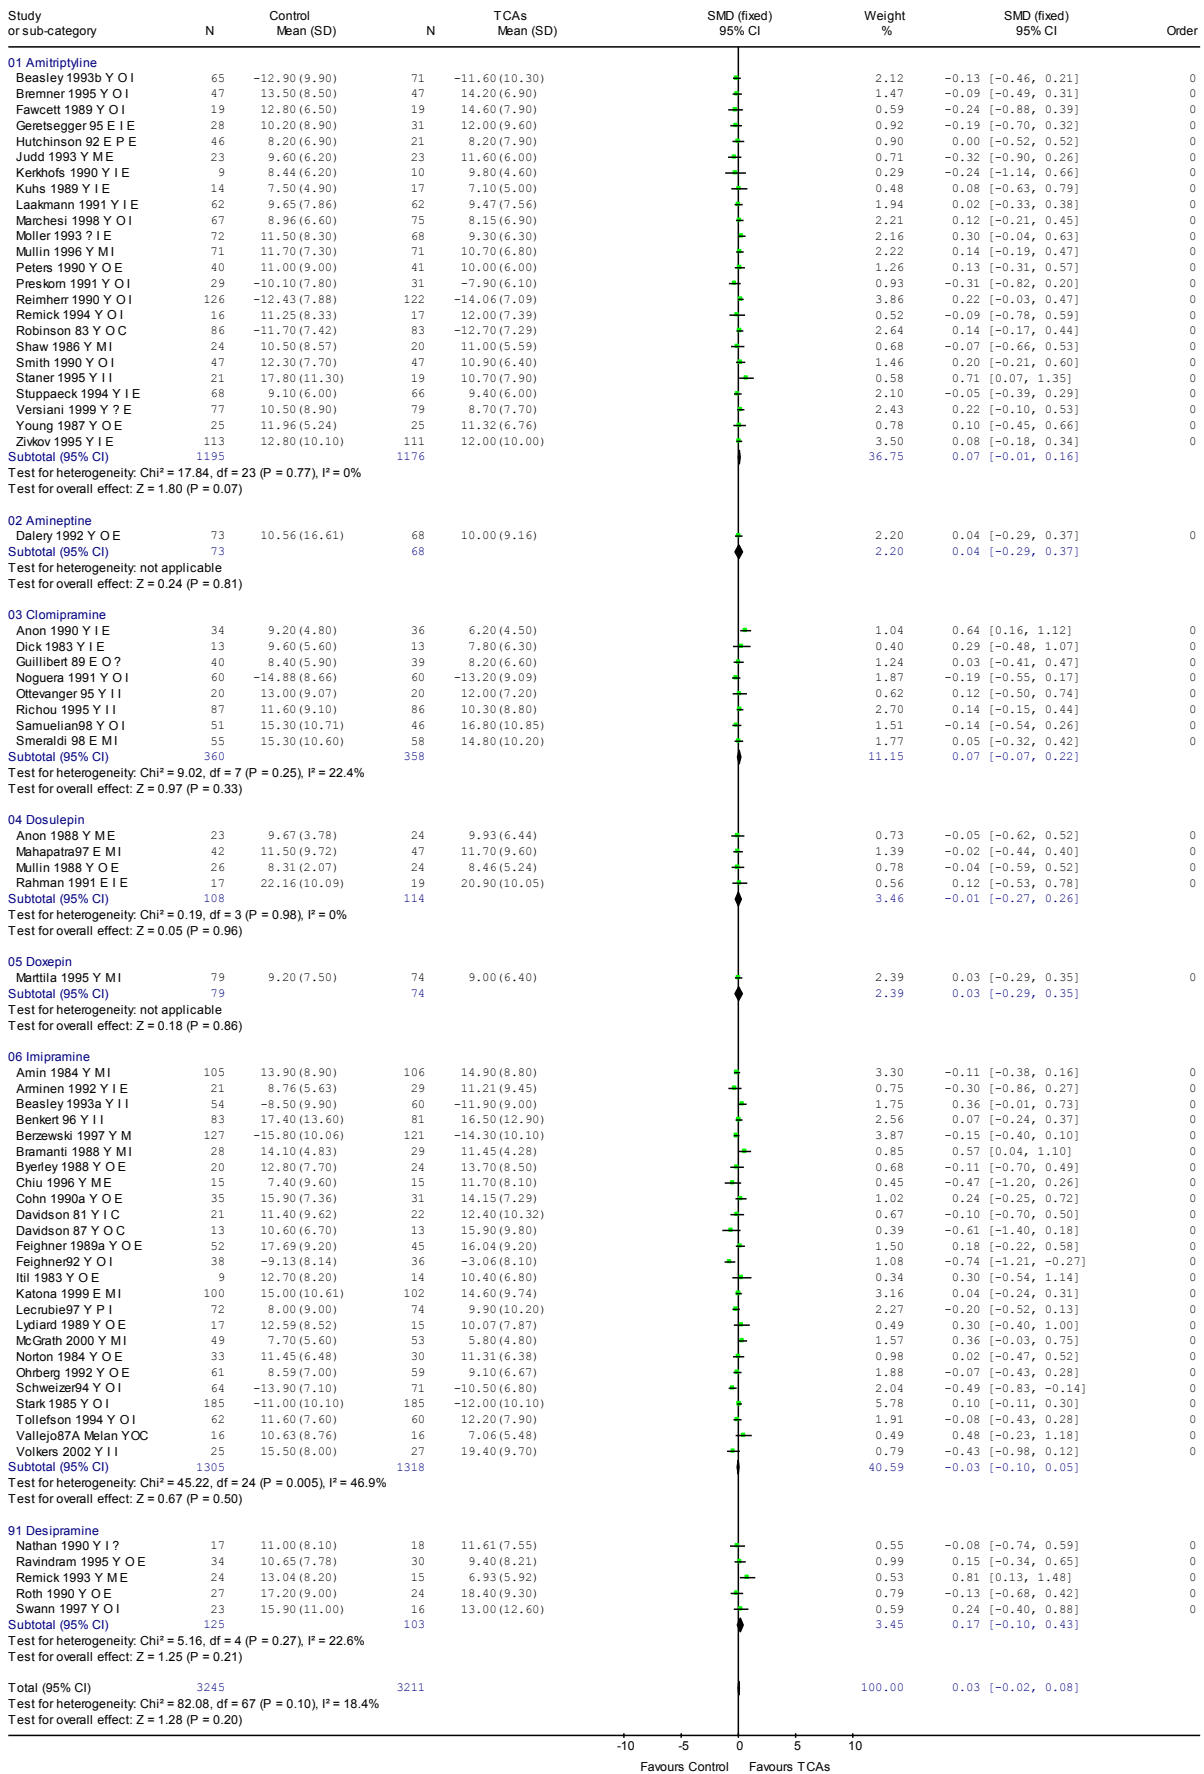 Study Control TCAs SMD (fixed) Weight SMD (fixed)
or sub-category N Mean (SD) N Mean (SD) 95% CI % 95% CI Order
01 Amitriptyline
Beasley 1993b Y O I 65 -12.90(9.90) 71 -11.60(10.30) 2.12 -0.13 [-0.46, 0.21] 0
Bremner 1995 Y O I 47 13.50(8.50) 47 14.20(6.90) 1.47 -0.09 [-0.49, 0.31] 0
Fawcett 1989 Y O I 19 12.80(6.50) 19 14.60(7.90) 0.59 -0.24 [-0.88, 0.39] 0
Geretsegger 95 E I E 28 10.20(8.90) 31 12.00(9.60) 0.92 -0.19 [-0.70, 0.32] 0
Hutchinson 92 E P E 46 8.20(6.90) 21 8.20(7.90) 0.90 0.00 [-0.52, 0.52] 0
Judd 1993 Y M E 23 9.60(6.20) 23 11.60(6.00) 0.71 -0.32 [-0.90, 0.26] 0
Kerkhofs 1990 Y I E 9 8.44(6.20) 10 9.80(4.60) 0.29 -0.24 [-1.14, 0.66] 0
Kuhs 1989 Y I E 14 7.50(4.90) 17 7.10(5.00) 0.48 0.08 [-0.63, 0.79] 0
Laakmann 1991 Y I E 62 9.65(7.86) 62 9.47(7.56) 1.94 0.02 [-0.33, 0.38] 0
Marchesi 1998 Y O I 67 8.96(6.60) 75 8.15(6.90) 2.21 0.12 [-0.21, 0.45] 0
Moller 1993 ? I E 72 11.50(8.30) 68 9.30(6.30) 2.16 0.30 [-0.04, 0.63] 0
Mullin 1996 Y M I 71 11.70(7.30) 71 10.70(6.80) 2.22 0.14 [-0.19, 0.47] 0
Peters 1990 Y O E 40 11.00(9.00) 41 10.00(6.00) 1.26 0.13 [-0.31, 0.57] 0
Preskorn 1991 Y O I 29 -10.10(7.80) 31 -7.90(6.10) 0.93 -0.31 [-0.82, 0.20] 0
Reimherr 1990 Y O I 126 -12.43(7.88) 122 -14.06(7.09) 3.86 0.22 [-0.03, 0.47] 0
Remick 1994 Y O I 16 11.25(8.33) 17 12.00(7.39) 0.52 -0.09 [-0.78, 0.59] 0
Robinson 83 Y O C 86 -11.70(7.42) 83 -12.70(7.29) 2.64 0.14 [-0.17, 0.44] 0
Shaw 1986 Y M I 24 10.50(8.57) 20 11.00(5.59) 0.68 -0.07 [-0.66, 0.53] 0
Smith 1990 Y O I 47 12.30(7.70) 47 10.90(6.40) 1.46 0.20 [-0.21, 0.60] 0
Staner 1995 Y I I 21 17.80(11.30) 19 10.70(7.90) 0.58 0.71 [0.07, 1.35] 0
Stuppaeck 1994 Y I E 68 9.10(6.00) 66 9.40(6.00) 2.10 -0.05 [-0.39, 0.29] 0
Versiani 1999 Y ? E 77 10.50(8.90) 79 8.70(7.70) 2.43 0.22 [-0.10, 0.53] 0
Young 1987 Y O E 25 11.96(5.24) 25 11.32(6.76) 0.78 0.10 [-0.45, 0.66] 0
Zivkov 1995 Y I E 113 12.80(10.10) 111 12.00(10.00) 3.50 0.08 [-0.18, 0.34] 0
Subtotal (95% CI) 1195 1176 36.75 0.07 [-0.01, 0.16]
Test for heterogeneity: Chi² = 17.84, df = 23 (P = 0.77), I² = 0%
Test for overall effect: Z = 1.80 (P = 0.07)
02 Amineptine
Dalery 1992 Y O E 73 10.56(16.61) 68 10.00(9.16) 2.20 0.04 [-0.29, 0.37] 0
Subtotal (95% CI) 73 68 2.20 0.04 [-0.29, 0.37]
Test for heterogeneity: not applicable
Test for overall effect: Z = 0.24 (P = 0.81)
03 Clomipramine
Anon 1990 Y I E 34 9.20(4.80) 36 6.20(4.50) 1.04 0.64 [0.16, 1.12] 0
Dick 1983 Y I E 13 9.60(5.60) 13 7.80(6.30) 0.40 0.29 [-0.48, 1.07] 0
Guillibert 89 E O ? 40 8.40(5.90) 39 8.20(6.60) 1.24 0.03 [-0.41, 0.47] 0
Noguera 1991 Y O I 60 -14.88(8.66) 60 -13.20(9.09) 1.87 -0.19 [-0.55, 0.17] 0
Ottevanger 95 Y I I 20 13.00(9.07) 20 12.00(7.20) 0.62 0.12 [-0.50, 0.74] 0
Richou 1995 Y I I 87 11.60(9.10) 86 10.30(8.80) 2.70 0.14 [-0.15, 0.44] 0
Samuelian98 Y O I 51 15.30(10.71) 46 16.80(10.85) 1.51 -0.14 [-0.54, 0.26] 0
Smeraldi 98 E M I 55 15.30(10.60) 58 14.80(10.20) 1.77 0.05 [-0.32, 0.42] 0
Subtotal (95% CI) 360 358 11.15 0.07 [-0.07, 0.22]
Test for heterogeneity: Chi² = 9.02, df = 7 (P = 0.25), I² = 22.4%
Test for overall effect: Z = 0.97 (P = 0.33)
04 Dosulepin
Anon 1988 Y M E 23 9.67(3.78) 24 9.93(6.44) 0.73 -0.05 [-0.62, 0.52] 0
Mahapatra97 E M I 42 11.50(9.72) 47 11.70(9.60) 1.39 -0.02 [-0.44, 0.40] 0
Mullin 1988 Y O E 26 8.31(2.07) 24 8.46(5.24) 0.78 -0.04 [-0.59, 0.52] 0
Rahman 1991 E I E 17 22.16(10.09) 19 20.90(10.05) 0.56 0.12 [-0.53, 0.78] 0
Subtotal (95% CI) 108 114 3.46 -0.01 [-0.27, 0.26]
Test for heterogeneity: Chi² = 0.19, df = 3 (P = 0.98), I² = 0%
Test for overall effect: Z = 0.05 (P = 0.96)
05 Doxepin
Marttila 1995 Y M I 79 9.20(7.50) 74 9.00(6.40) 2.39 0.03 [-0.29, 0.35] 0
Subtotal (95% CI) 79 74 2.39 0.03 [-0.29, 0.35]
Test for heterogeneity: not applicable
Test for overall effect: Z = 0.18 (P = 0.86)
06 Imipramine
Amin 1984 Y M I 105 13.90(8.90) 106 14.90(8.80) 3.30 -0.11 [-0.38, 0.16] 0
Arminen 1992 Y I E 21 8.76(5.63) 29 11.21(9.45) 0.75 -0.30 [-0.86, 0.27] 0
Beasley 1993a Y I I 54 -8.50(9.90) 60 -11.90(9.00) 1.75 0.36 [-0.01, 0.73] 0
Benkert 96 Y I I 83 17.40(13.60) 81 16.50(12.90) 2.56 0.07 [-0.24, 0.37] 0
Berzewski 1997 Y M 127 -15.80(10.06) 121 -14.30(10.10) 3.87 -0.15 [-0.40, 0.10] 0
Bramanti 1988 Y M I 28 14.10(4.83) 29 11.45(4.28) 0.85 0.57 [0.04, 1.10] 0
Byerley 1988 Y O E 20 12.80(7.70) 24 13.70(8.50) 0.68 -0.11 [-0.70, 0.49] 0
Chiu 1996 Y M E 15 7.40(9.60) 15 11.70(8.10) 0.45 -0.47 [-1.20, 0.26] 0
Cohn 1990a Y O E 35 15.90(7.36) 31 14.15(7.29) 1.02 0.24 [-0.25, 0.72] 0
Davidson 81 Y I C 21 11.40(9.62) 22 12.40(10.32) 0.67 -0.10 [-0.70, 0.50] 0
Davidson 87 Y O C 13 10.60(6.70) 13 15.90(9.80) 0.39 -0.61 [-1.40, 0.18] 0
Feighner 1989a Y O E 52 17.69(9.20) 45 16.04(9.20) 1.50 0.18 [-0.22, 0.58] 0
Feighner92 Y O I 38 -9.13(8.14) 36 -3.06(8.10) 1.08 -0.74 [-1.21, -0.27] 0
Itil 1983 Y O E 9 12.70(8.20) 14 10.40(6.80) 0.34 0.30 [-0.54, 1.14] 0
Katona 1999 E M I 100 15.00(10.61) 102 14.60(9.74) 3.16 0.04 [-0.24, 0.31] 0
Lecrubie97 Y P I 72 8.00(9.00) 74 9.90(10.20) 2.27 -0.20 [-0.52, 0.13] 0
Lydiard 1989 Y O E 17 12.59(8.52) 15 10.07(7.87) 0.49 0.30 [-0.40, 1.00] 0
McGrath 2000 Y M I 49 7.70(5.60) 53 5.80(4.80) 1.57 0.36 [-0.03, 0.75] 0
Norton 1984 Y O E 33 11.45(6.48) 30 11.31(6.38) 0.98 0.02 [-0.47, 0.52] 0
Ohrberg 1992 Y O E 61 8.59(7.00) 59 9.10(6.67) 1.88 -0.07 [-0.43, 0.28] 0
Schweizer94 Y O I 64 -13.90(7.10) 71 -10.50(6.80) 2.04 -0.49 [-0.83, -0.14] 0
Stark 1985 Y O I 185 -11.00(10.10) 185 -12.00(10.10) 5.78 0.10 [-0.11, 0.30] 0
Tollefson 1994 Y O I 62 11.60(7.60) 60 12.20(7.90) 1.91 -0.08 [-0.43, 0.28] 0
Vallejo87A Melan YOC 16 10.63(8.76) 16 7.06(5.48) 0.49 0.48 [-0.23, 1.18] 0
Volkers 2002 Y I I 25 15.50(8.00) 27 19.40(9.70) 0.79 -0.43 [-0.98, 0.12] 0
Subtotal (95% CI) 1305 1318 40.59 -0.03 [-0.10, 0.05]
Test for heterogeneity: Chi² = 45.22, df = 24 (P = 0.005), I² = 46.9%
Test for overall effect: Z = 0.67 (P = 0.50)
91 Desipramine
Nathan 1990 Y I ? 17 11.00(8.10) 18 11.61(7.55) 0.55 -0.08 [-0.74, 0.59] 0
Ravindram 1995 Y O E 34 10.65(7.78) 30 9.40(8.21) 0.99 0.15 [-0.34, 0.65] 0
Remick 1993 Y M E 24 13.04(8.20) 15 6.93(5.92) 0.53 0.81 [0.13, 1.48] 0
Roth 1990 Y O E 27 17.20(9.00) 24 18.40(9.30) 0.79 -0.13 [-0.68, 0.42] 0
Swann 1997 Y O I 23 15.90(11.00) 16 13.00(12.60) 0.59 0.24 [-0.40, 0.88] 0
Subtotal (95% CI) 125 103 3.45 0.17 [-0.10, 0.43]
Test for heterogeneity: Chi² = 5.16, df = 4 (P = 0.27), I² = 22.6%
Test for overall effect: Z = 1.25 (P = 0.21)
Total (95% CI) 3245 3211 100.00 0.03 [-0.02, 0.08]
Test for heterogeneity: Chi² = 82.08, df = 67 (P = 0.10), I² = 18.4%
Test for overall effect: Z = 1.28 (P = 0.20)
-10 -5 0 5 10
Favours Control Favours TCAs